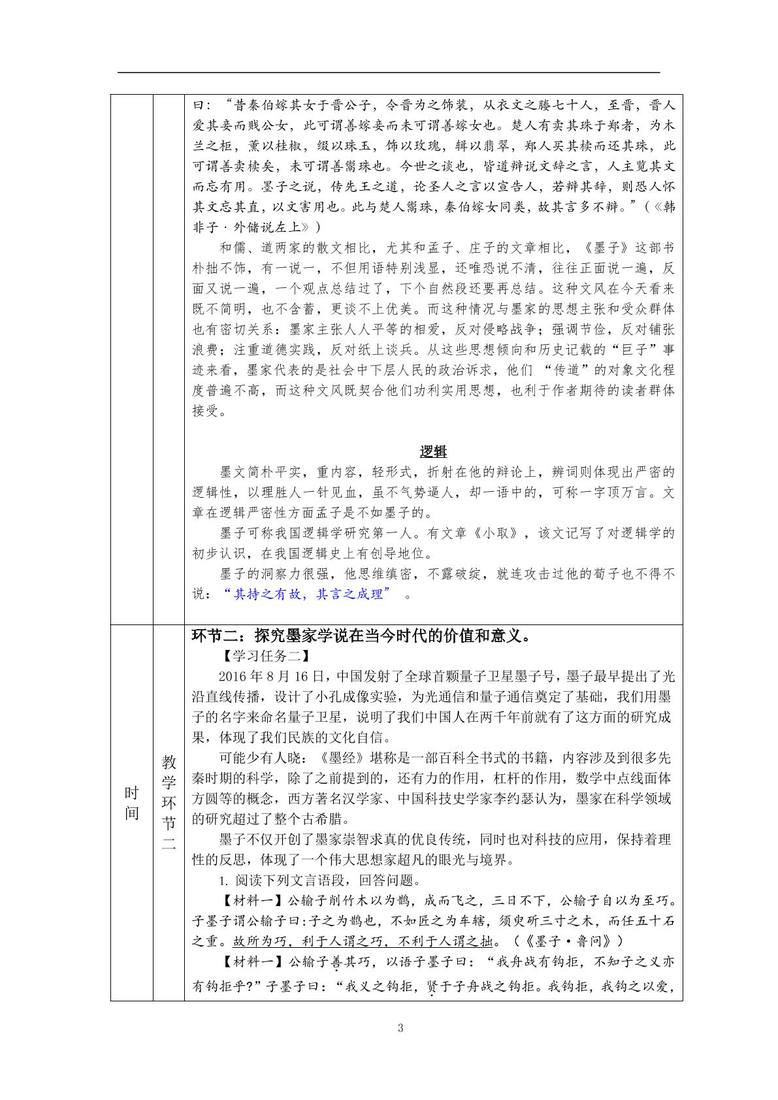 曰：“昔秦伯嫁其女于晋公子，令晋为之饰装，从衣文之媵七十人，至晋，晋人
爱其妾而贱公女，此可谓善嫁妾而未可谓善嫁女也。楚人有卖其珠于郑者，为木
兰之柜，薰以桂椒，缀以珠玉，饰以玫瑰，辑以翡翠，郑人买其椟而还其珠，此
可谓善卖椟矣，未可谓善鬻珠也。今世之谈也，皆道辩说文辞之言，人主览其文
而忘有用。墨子之说，传先王之道，论圣人之言以宣告人，若辩其辞，则恐人怀
其文忘其直，以文害用也。此与楚人鬻珠，秦伯嫁女同类，故其言多不辩。”（《韩
非子·外储说左上》）
和儒、道两家的散文相比，尤其和孟子、庄子的文章相比，《墨子》这部书
朴拙不饰，有一说一，不但用语特别浅显，还唯恐说不清，往往正面说一遍，反
面又说一遍，一个观点总结过了，下个自然段还要再总结。这种文风在今天看来
既不简明，也不含蓄，更谈不上优美。而这种情况与墨家的思想主张和受众群体
也有密切关系：墨家主张人人平等的相爱，反对侵略战争；强调节俭，反对铺张
浪费；注重道德实践，反对纸上谈兵。从这些思想倾向和历史记载的“巨子”事
迹来看，墨家代表的是社会中下层人民的政治诉求，他们 “传道”的对象文化程
度普遍不高，而这种文风既契合他们功利实用思想，也利于作者期待的读者群体
接受。
逻辑
墨文简朴平实，重内容，轻形式，折射在他的辩论上，辨词则体现出严密的
逻辑性，以理胜人一针见血，虽不气势逼人，却一语中的，可称一字顶万言。文
章在逻辑严密性方面孟子是不如墨子的。
墨子可称我国逻辑学研究第一人。有文章《小取》，该文记写了对逻辑学的
初步认识，在我国逻辑史上有创导地位。
墨子的洞察力很强，他思维缜密，不露破绽，就连攻击过他的荀子也不得不
说：“其持之有故，其言之成理” 。
时间
教学环节二
环节二：探究墨家学说在当今时代的价值和意义。
【学习任务二】
2016 年 8 月 16 日，中国发射了全球首颗量子卫星墨子号，墨子最早提出了光
沿直线传播，设计了小孔成像实验，为光通信和量子通信奠定了基础，我们用墨
子的名字来命名量子卫星，说明了我们中国人在两千年前就有了这方面的研究成
果，体现了我们民族的文化自信。
可能少有人晓：《墨经》堪称是一部百科全书式的书籍，内容涉及到很多先
秦时期的科学，除了之前提到的，还有力的作用，杠杆的作用，数学中点线面体
方圆等的概念，西方著名汉学家、中国科技史学家李约瑟认为，墨家在科学领域
的研究超过了整个古希腊。
墨子不仅开创了墨家崇智求真的优良传统，同时也对科技的应用，保持着理
性的反思，体现了一个伟大思想家超凡的眼光与境界。
1. 阅读下列文言语段，回答问题。
【材料一】公输子削竹木以为鹊，成而飞之，三日不下，公输子自以为至巧。
子墨子谓公输子曰:子之为鹊也，不如匠之为车辖，须臾斫三寸之木，而任五十石
之重。故所为巧，利于人谓之巧，不利于人谓之拙。（《墨子·鲁问》）
【材料一】公输子善其巧，以语子墨子曰：“我舟战有钩拒，不知子之义亦
有钩拒乎?”子墨子曰：“我义之钩拒，贤于子舟战之钩拒。我钩拒，我钩之以爱，
3